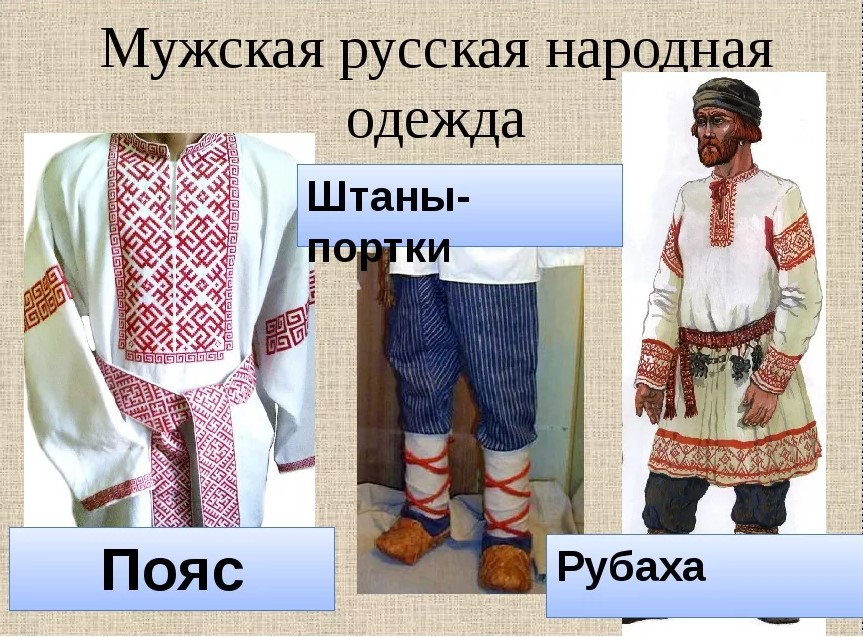 Мужская русская народная
одежда
Штаны-
портки
Пояс
Рубаха